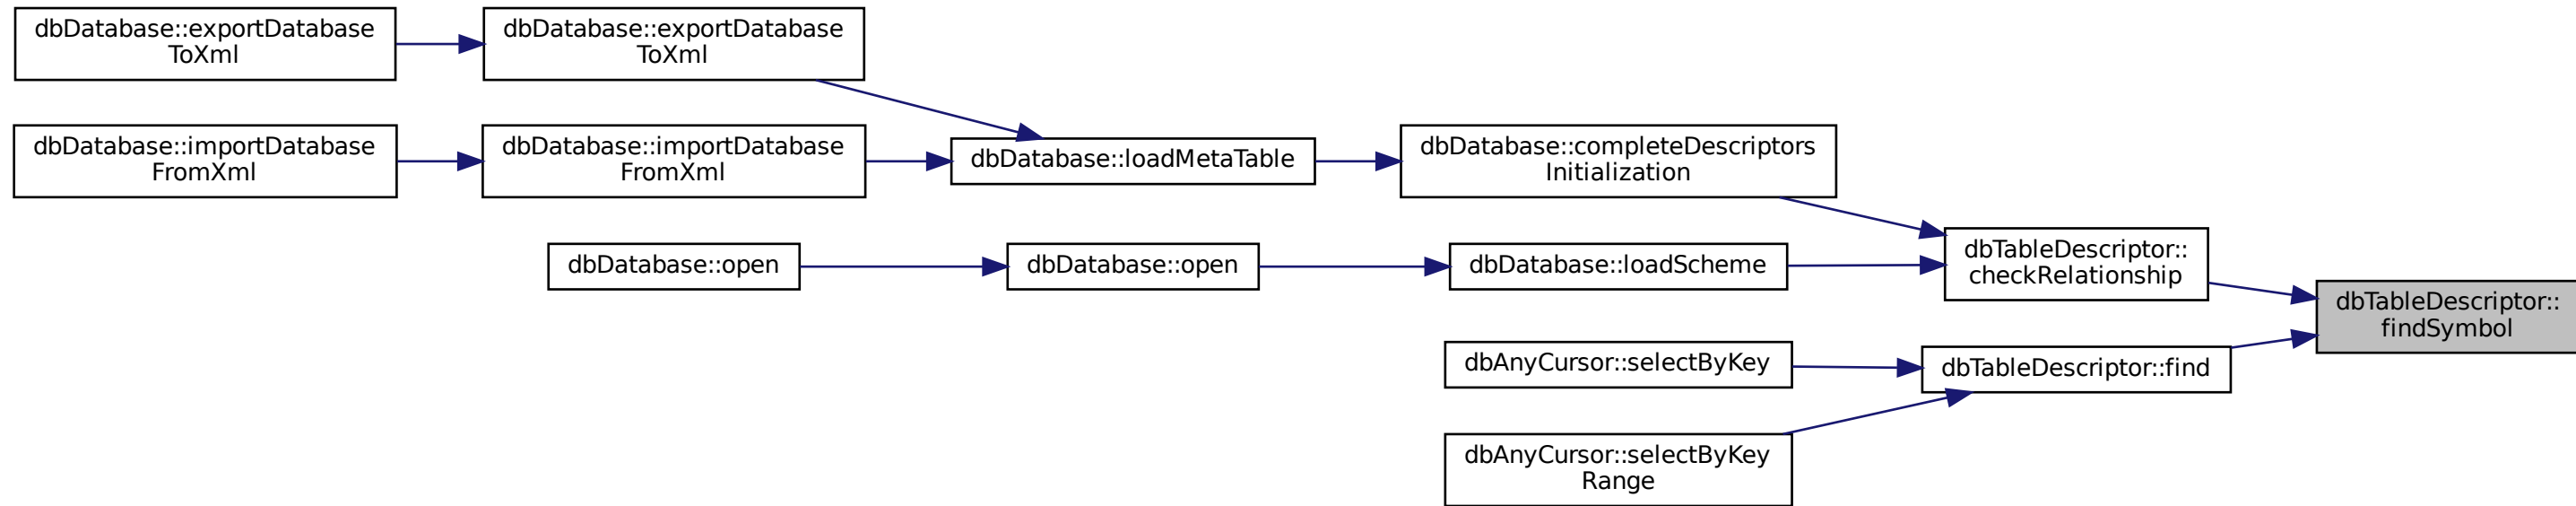 dbDatabase::exportDatabase
ToXml
dbDatabase::exportDatabase
ToXml
dbDatabase::importDatabase
FromXml
dbDatabase::importDatabase
FromXml
dbDatabase::loadMetaTable
dbDatabase::completeDescriptors
Initialization
dbDatabase::open
dbDatabase::open
dbDatabase::loadScheme
dbTableDescriptor::
checkRelationship
dbTableDescriptor::
findSymbol
dbAnyCursor::selectByKey
dbTableDescriptor::find
dbAnyCursor::selectByKey
Range